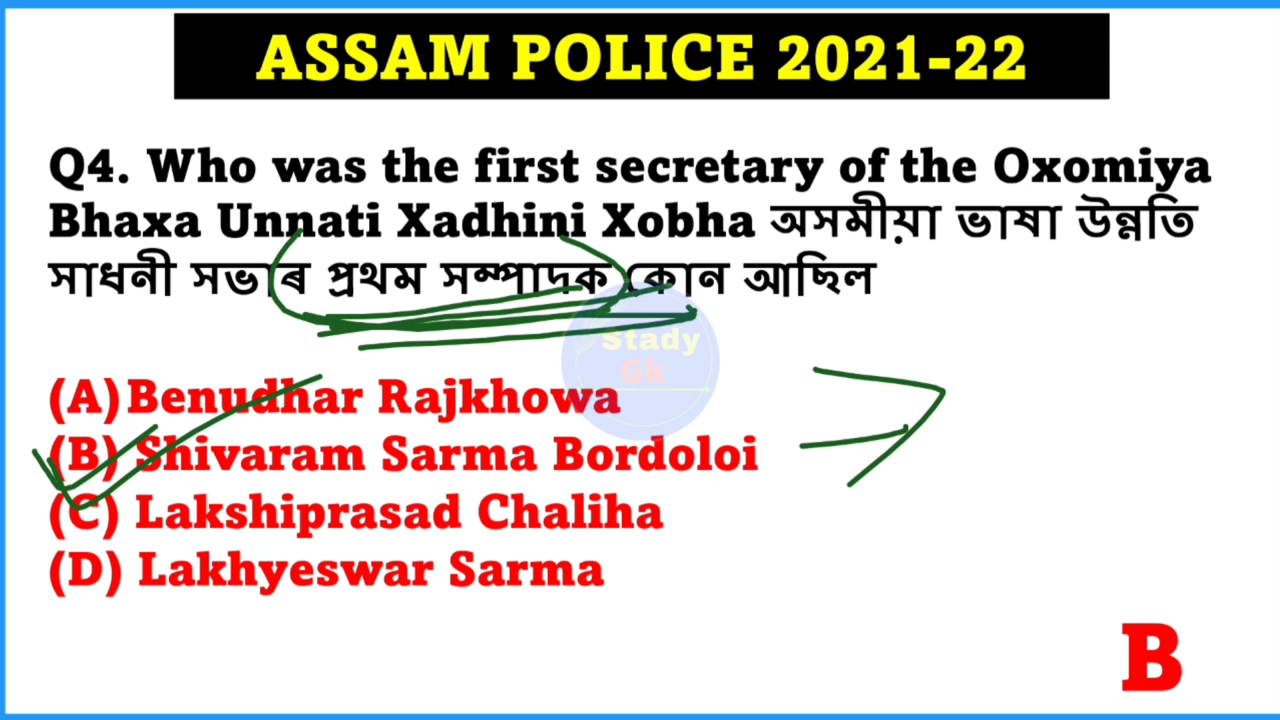 ASSAM POLICE 2021-22
Q4. Who was the first secretary of the Oxomiya
Bhaxa Unnati Xadhini Xobha অসমীয়া ভাষা উন্নতি
সাধনী সভাৰ প্ৰথম সম্পাদক কোন আছিল
Stady
Gk
(A) Benudhar Rajkhowa
(B) Shivaram Sarma Bordoloi
(C) Lakshiprasad Chaliha
(D) Lakhyeswar Sarma
B